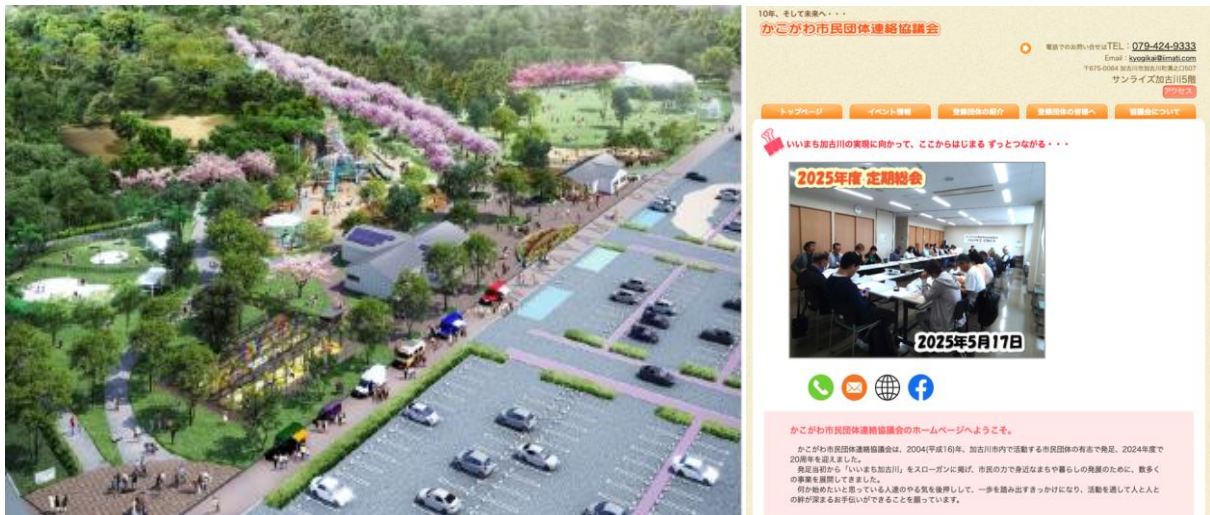 10年、そして未来へ・・・
かこがわ市民団体連絡協議会
電話でのお問い合せはTEL：079-424-9333
Email：kyogikai@iimati.com
〒675-0064 加古川市加古川町溝之口507
サンライズ加古川5階
アクセス
トップページ イベント情報 登録団体の紹介 登録団体の皆様へ 協議会について
いいまち加古川の実現に向かって、ここからはじまる ずっとつながる・・・
2025年度 定期総会
2025年5月17日
かこがわ市民団体連絡協議会のホームページへようこそ。
かこがわ市民団体連絡協議会は、2004(平成16)年、加古川市内で活動する市民団体の有志で発足、2024年度で
20周年を迎えました。
発足当初から「いいまち加古川」をスローガンに掲げ、市民の力で身近なまちや暮らしの発展のために、数多く
の事業を展開してきました。
何か始めたいと思っている人達のやる気を後押しして、一歩を踏み出すきっかけになり、活動を通して人と人と
の絆が深まるお手伝いができることを願っています。